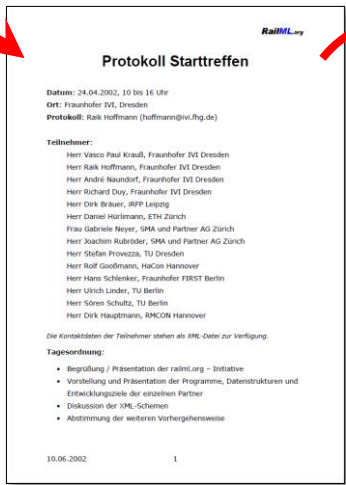 RailML.org
Protokoll Starttreffen
Datum: 24.04.2002, 10 bis 16 Uhr
Ort: Fraunhofer IVI, Dresden
Protokoll: Raik Hoffmann (hoffmann@ivi.fhg.de)
Teilnehmer:
Herr Vasco Paul Krauß, Fraunhofer IVI Dresden
Herr Raik Hoffmann, Fraunhofer IVI Dresden
Herr André Naundorf, Fraunhofer IVI Dresden
Herr Richard Duy, Fraunhofer IVI Dresden
Herr Dirk Bräuer, iRFP Leipzig
Herr Daniel Hürlimann, ETH Zürich
Frau Gabriele Neyer, SMA und Partner AG Zürich
Herr Joachim Rubröder, SMA und Partner AG Zürich
Herr Stefan Provezza, TU Dresden
Herr Rolf Gooßmann, HaCon Hannover
Herr Hans Schlenker, Fraunhofer FIRST Berlin
Herr Ulrich Linder, TU Berlin
Herr Sören Schultz, TU Berlin
Herr Dirk Hauptmann, RMCON Hannover
Die Kontaktdaten der Teilnehmer stehen als XML-Datei zur Verfügung.
Tagesordnung:
• Begrüßung / Präsentation der railml.org – Initiative
• Vorstellung und Präsentation der Programme, Datenstrukturen und
Entwicklungsziele der einzelnen Partner
• Diskussion der XML-Schemen
• Abstimmung der weiteren Vorhergehensweise
10.06.2002 1